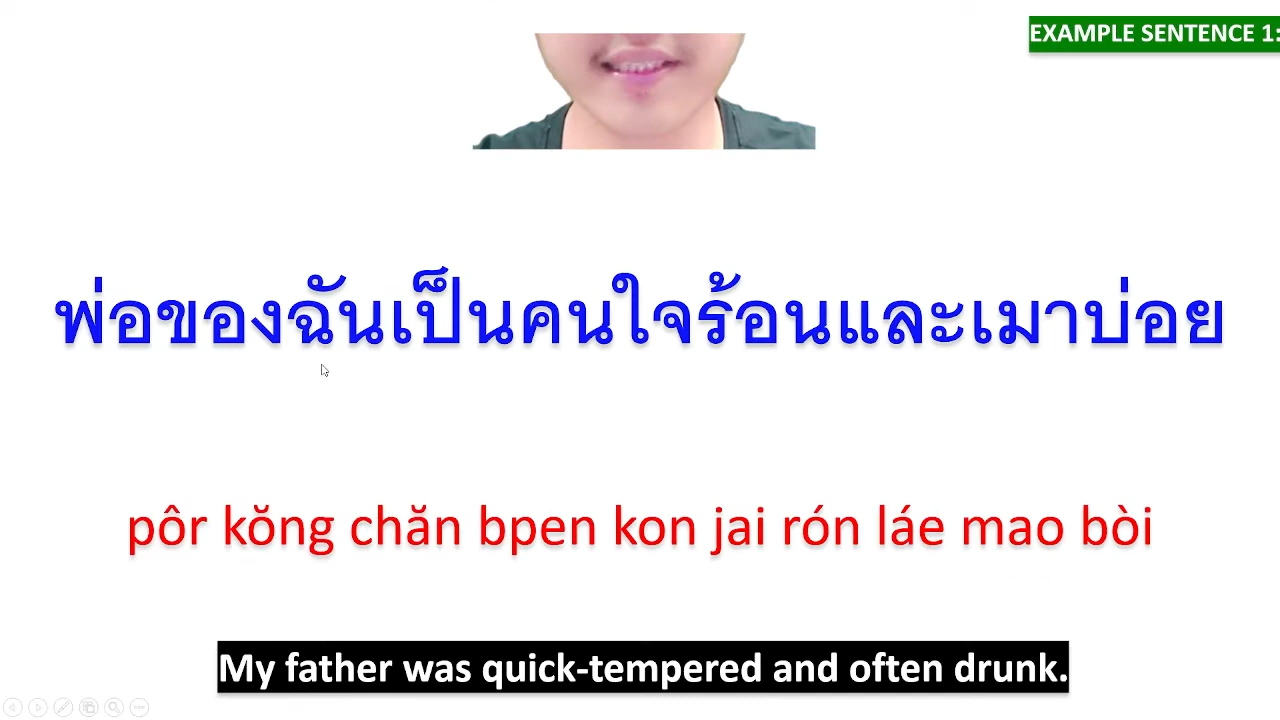 EXAMPLE SENTENCE 1:
พ่อของฉันเป็นคนใจร้อนและเมาบ่อย
pôr kŏng chăn bpen kon jai rón láe mao bòi
My father was quick-tempered and often drunk.